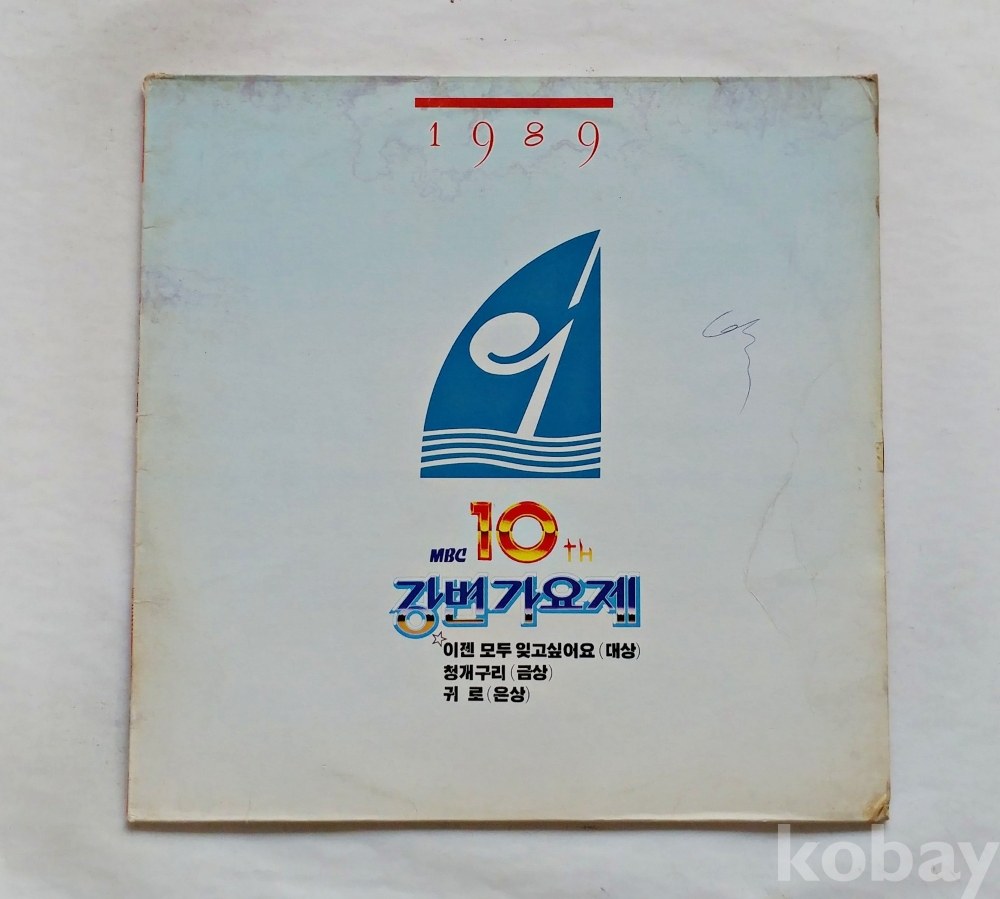 1989
MBC 10TH
강변가요제
☆이젠 모두 잊고싶어요 (대상)
청개구리 (금상)
귀 로 (은상)
kobay